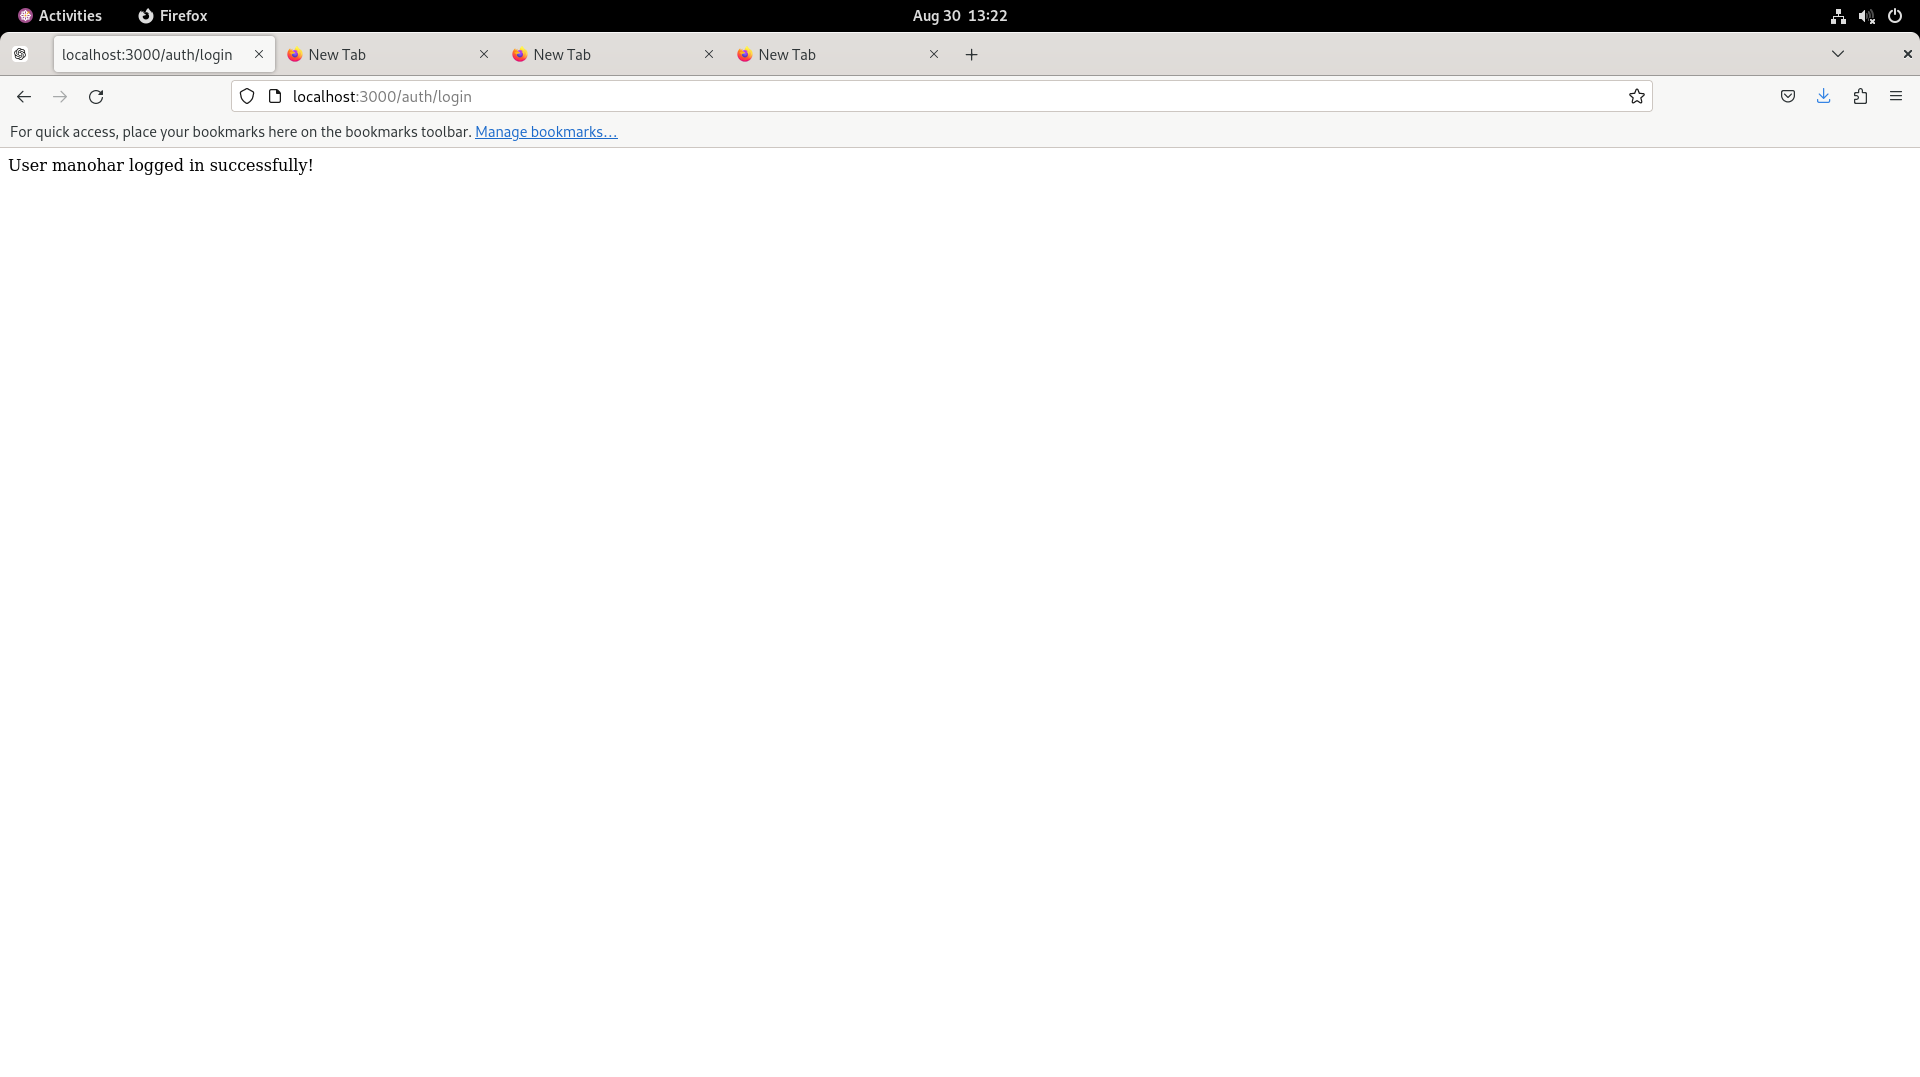 Activities Firefox Aug 30 13:22
localhost:3000/auth/login New Tab New Tab New Tab
localhost:3000/auth/login
For quick access, place your bookmarks here on the bookmarks toolbar. Manage bookmarks…
User manohar logged in successfully!